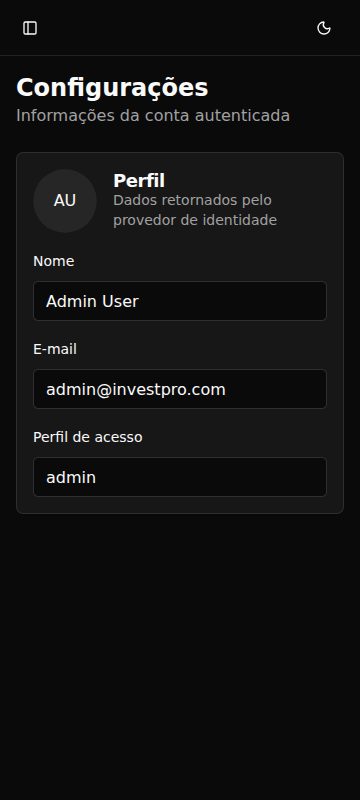 Configurações
Informações da conta autenticada
AU
Perfil
Dados retornados pelo
provedor de identidade
Nome
Admin User
E-mail
admin@investpro.com
Perfil de acesso
admin